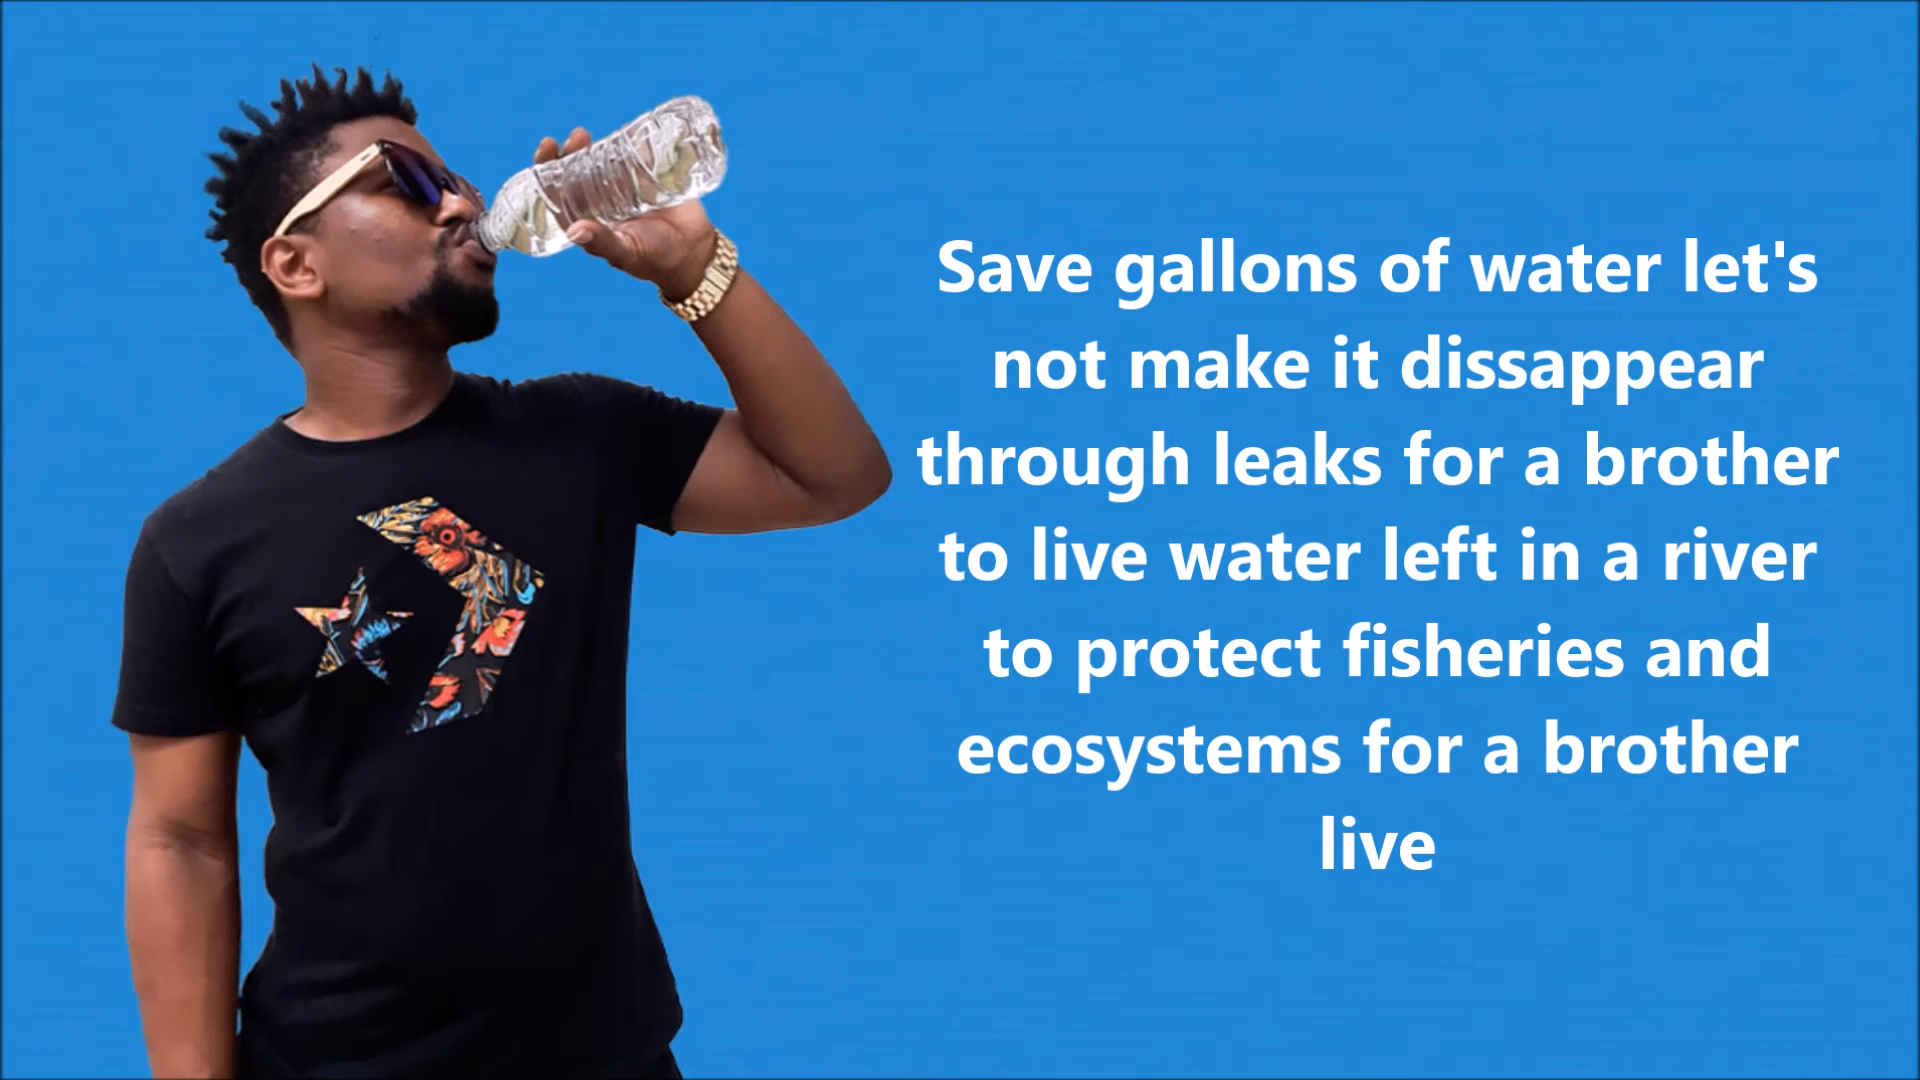 Save gallons of water let's
not make it dissappear
through leaks for a brother
to live water left in a river
to protect fisheries and
ecosystems for a brother
live